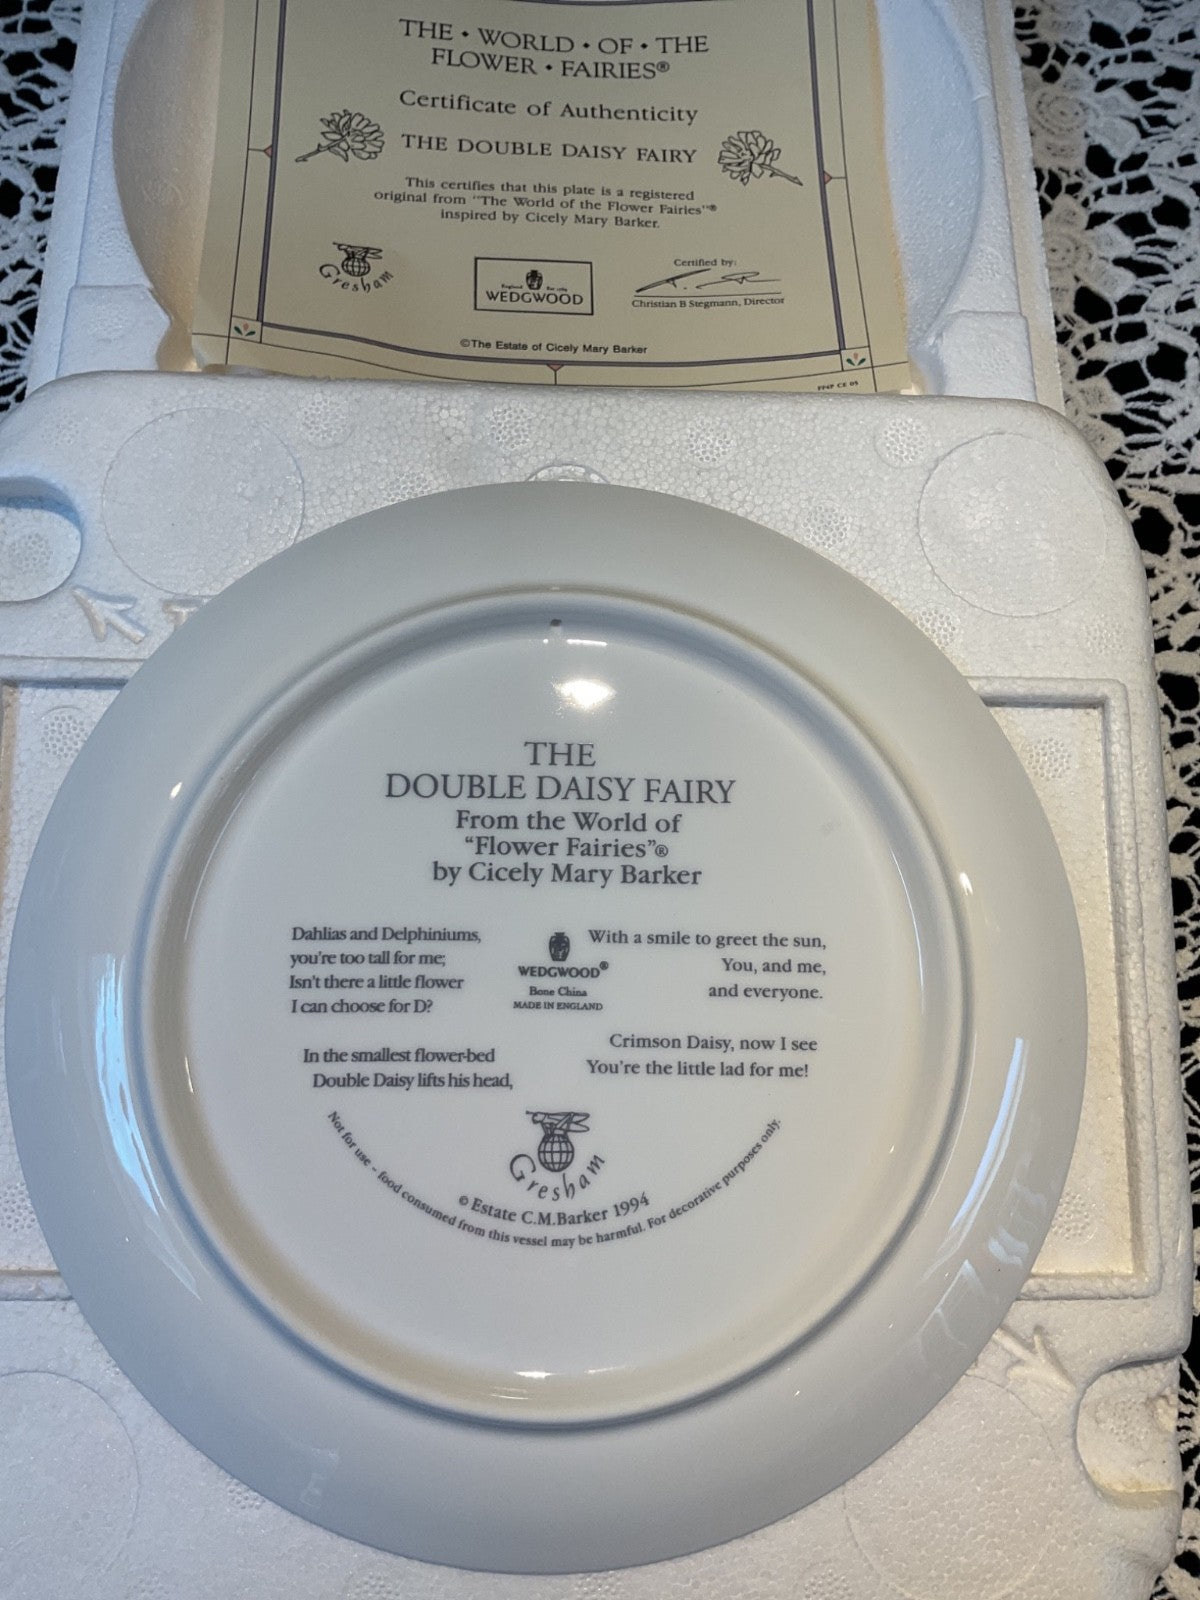 THE • WORLD • OF • THE
FLOWER • FAIRIES®
Certificate of Authenticity
THE DOUBLE DAISY FAIRY
This certifies that this plate is a registered
original from "The World of the Flower Fairies"®
inspired by Cicely Mary Barker.
Gresham
WEDGWOOD
Certified by:
Christian B Stegmann, Director
©The Estate of Cicely Mary Barker
THE
DOUBLE DAISY FAIRY
From the World of
“Flower Fairies”®
by Cicely Mary Barker
Dahlias and Delphiniums,
you're too tall for me;
Isn't there a little flower
I can choose for D?
In the smallest flower-bed
Double Daisy lifts his head,
WEDGWOOD®
Bone China
MADE IN ENGLAND
With a smile to greet the sun,
You, and me,
and everyone.
Crimson Daisy, now I see
You're the little lad for me!
Gresham
© Estate C.M.Barker 1994
Not for use - food consumed from this vessel may be harmful. For decorative purposes only.